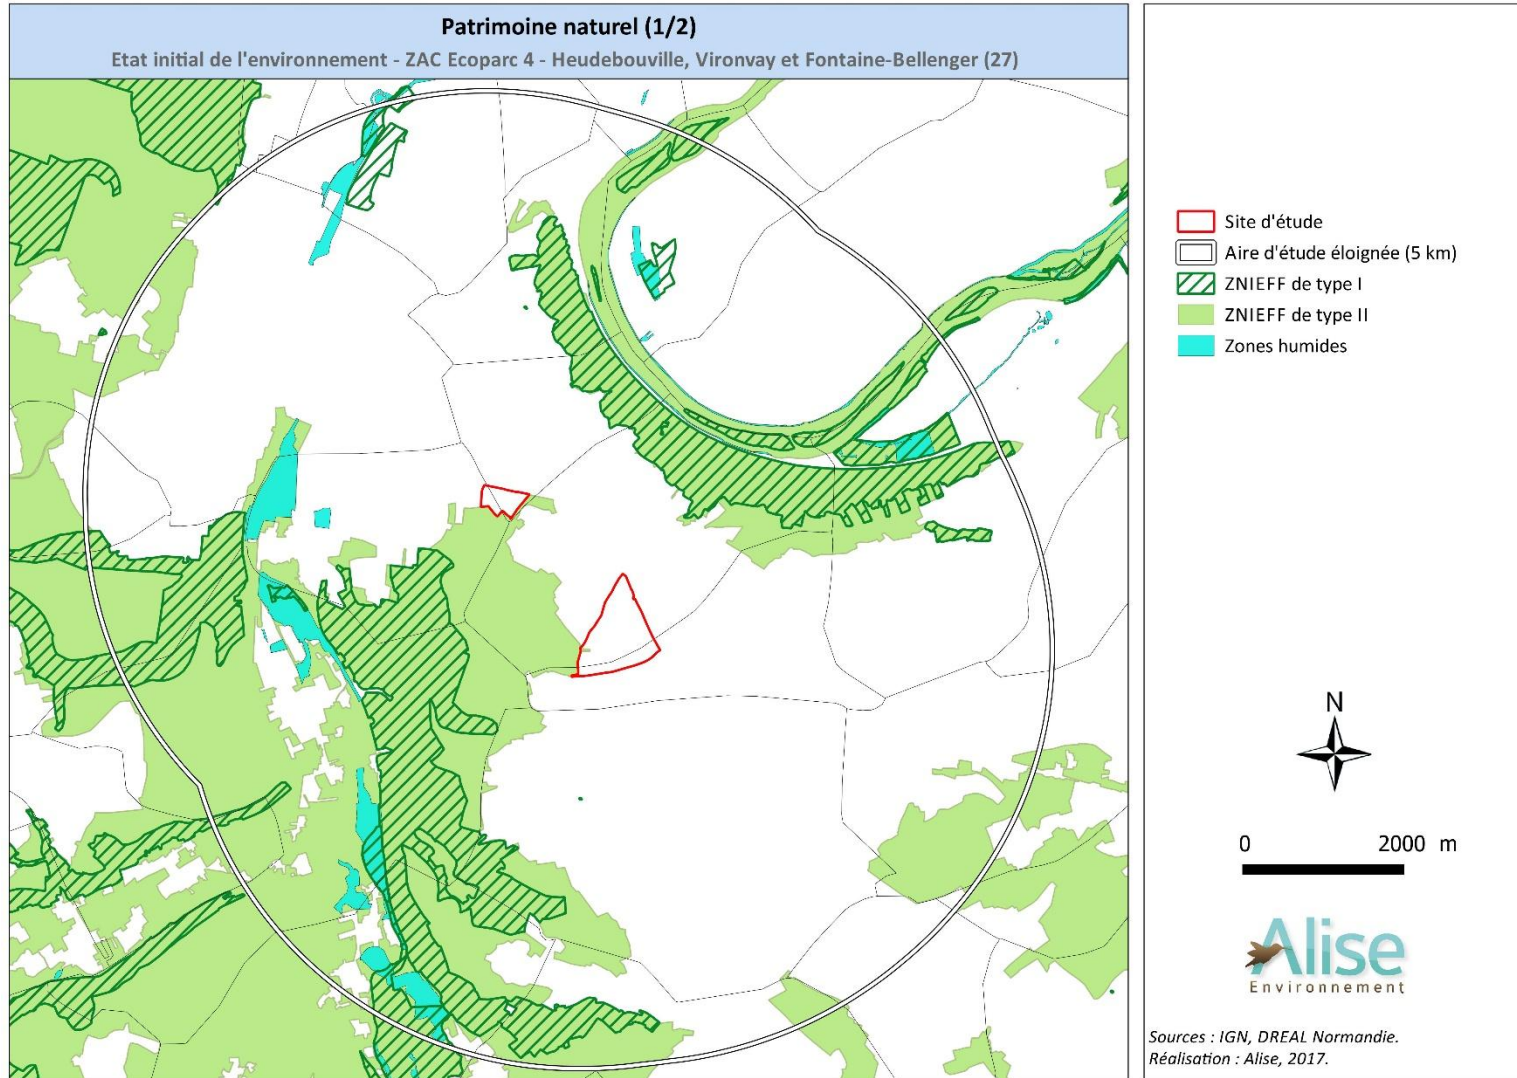 Patrimoine naturel (1/2)
Etat initial de l'environnement - ZAC Ecoparc 4 - Heudebouville, Vironvay et Fontaine-Bellenger (27)
Site d'étude
Aire d'étude éloignée (5 km)
ZNIEFF de type I
ZNIEFF de type II
Zones humides
N
0 2000 m
Alise
Environnement
Sources : IGN, DREAL Normandie.
Réalisation : Alise, 2017.